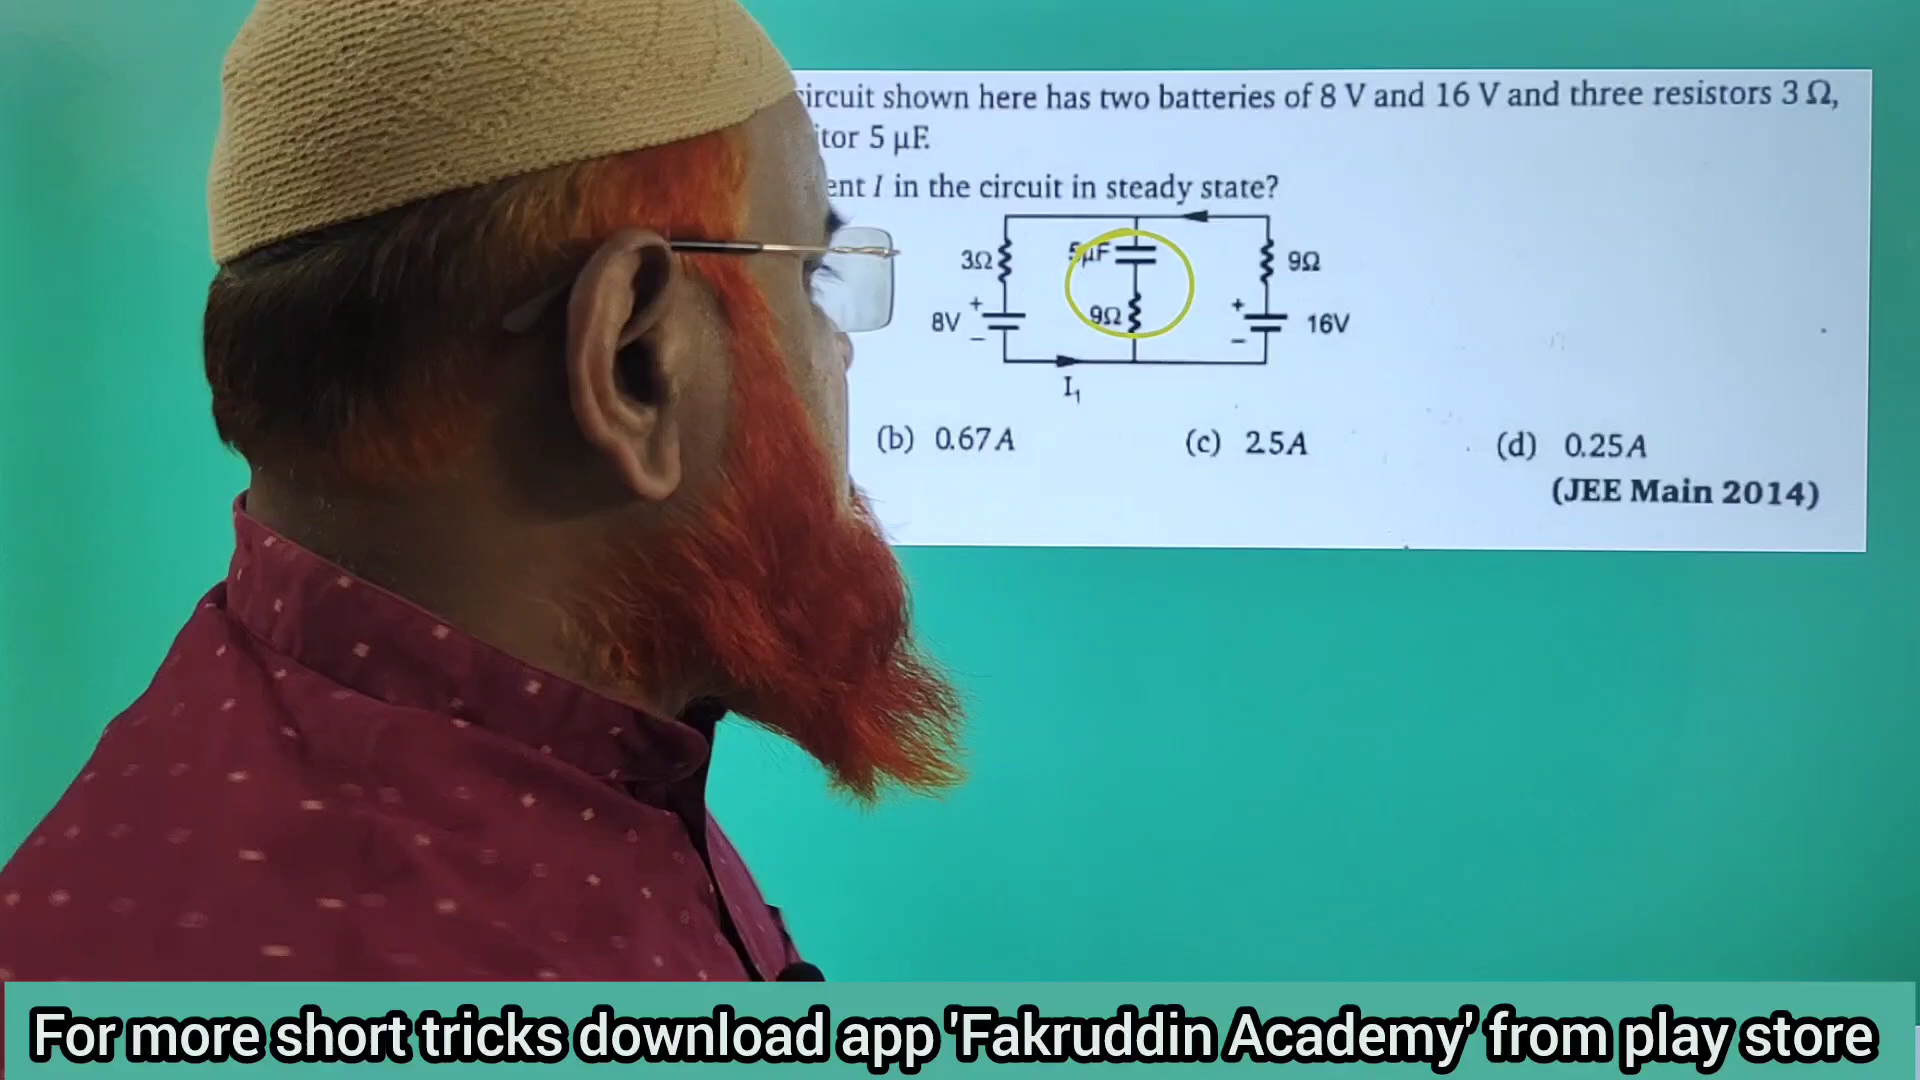 ircuit shown here has two batteries of 8 V and 16 V and three resistors 3 Ω,
itor 5 μF.
ent I in the circuit in steady state?
3Ω 5μF 9Ω
+ 9Ω +
8V 16V
− −
I₁
(b) 0.67A (c) 2.5A (d) 0.25A
(JEE Main 2014)
For more short tricks download app 'Fakruddin Academy' from play store